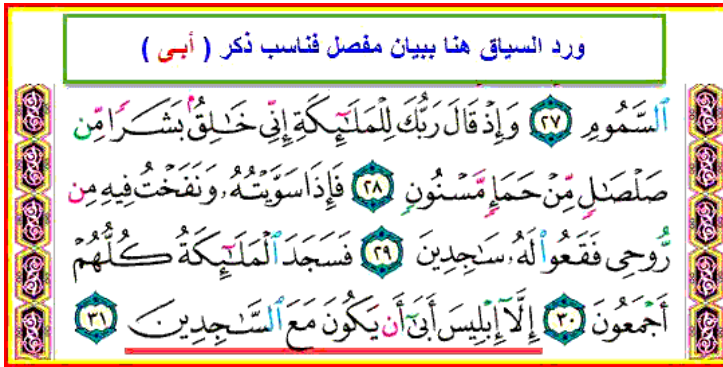 ورد السياق هنا ببيان مفصل فناسب ذكر ( أبى )
ٱلسَّمُومِ ٢٧ وَإِذۡ قَالَ رَبُّكَ لِلۡمَلَٰٓئِكَةِ إِنِّي خَٰلِقُۢ بَشَرٗا مِّن
صَلۡصَٰلٖ مِّنۡ حَمَإٖ مَّسۡنُونٖ ٢٨ فَإِذَا سَوَّيۡتُهُۥ وَنَفَخۡتُ فِيهِ مِن
رُّوحِي فَقَعُواْ لَهُۥ سَٰجِدِينَ ٢٩ فَسَجَدَ ٱلۡمَلَٰٓئِكَةُ كُلُّهُمۡ
أَجۡمَعُونَ ٣٠ إِلَّآ إِبۡلِيسَ أَبَىٰٓ أَن يَكُونَ مَعَ ٱلسَّٰجِدِينَ ٣١